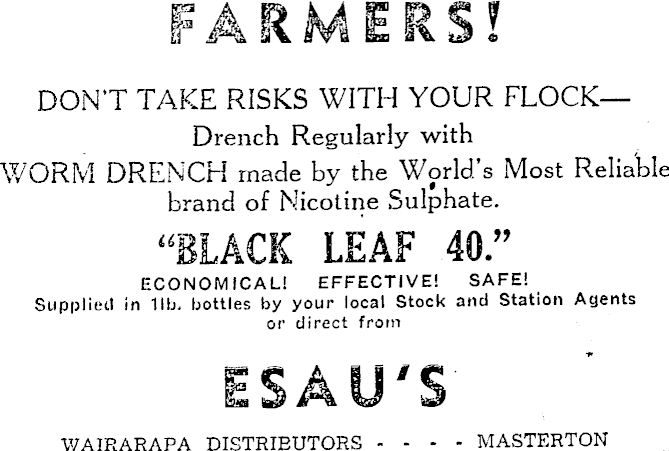 FARMERS!
DON'T TAKE RISKS WITH YOUR FLOCK—
Drench Regularly with
WORM DRENCH made by the World's Most Reliable
brand of Nicotine Sulphate.
"BLACK LEAF 40."
ECONOMICAL! EFFECTIVE! SAFE!
Supplied in 1lb. bottles by your local Stock and Station Agents
or direct from
ESAU'S
WAIRARAPA DISTRIBUTORS - - - - MASTERTON